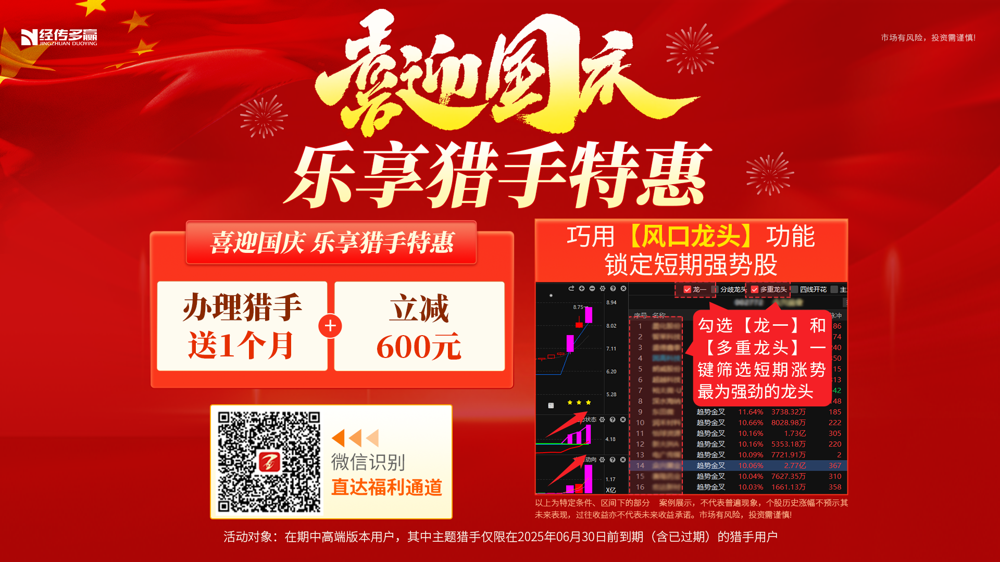 经传多赢
JINGZHUAN DUOYING
市场有风险，投资需谨慎!
喜迎国庆
乐享猎手特惠
喜迎国庆 乐享猎手特惠
办理猎手
送1个月
+
立减
600元
微信识别
直达福利通道
巧用【风口龙头】功能
锁定短期强势股
龙一 分歧龙头 多重龙头 四线开花 主
序号 名称 脉冲
勾选【龙一】和
【多重龙头】一
键筛选短期涨势
最为强劲的龙头
8.94
8.75
8.02
7.11
6.20
5.28
状态
4.18
动向
1.17
X亿
1 86
2 74
3 40
4 50
5 15
6 13
7 42
8 48
9 趋势金叉 11.64% 3738.32万 185
10 趋势金叉 10.66% 8028.98万 222
11 趋势金叉 10.16% 1.73亿 305
12 趋势金叉 10.16% 5353.18万 220
13 趋势金叉 10.09% 7721.91万 2
14 趋势金叉 10.06% 2.77亿 367
15 趋势金叉 10.04% 7627.35万 310
16 趋势金叉 10.03% 1661.13万 358
以上为特定条件、区间下的部分 案例展示，不代表普遍现象，个股历史涨幅不预示其
未来表现，过往收益亦不代表未来收益承诺。市场有风险，投资需谨慎!
活动对象：在期中高端版本用户，其中主题猎手仅限在2025年06月30日前到期（含已过期）的猎手用户